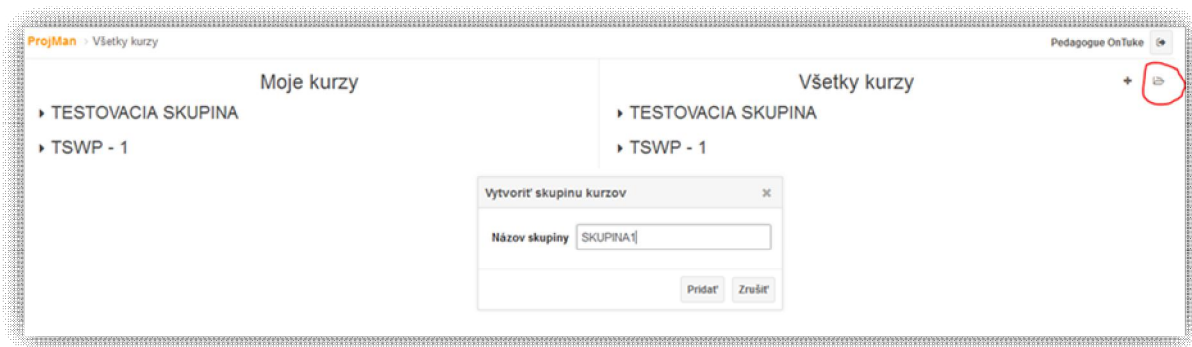 ProjMan > Všetky kurzy
Pedagogue OnTuke
Moje kurzy
TESTOVACIA SKUPINA
TSWP - 1
Všetky kurzy
TESTOVACIA SKUPINA
TSWP - 1
Vytvoriť skupinu kurzov
Názov skupiny SKUPINA1
Pridať Zrušiť